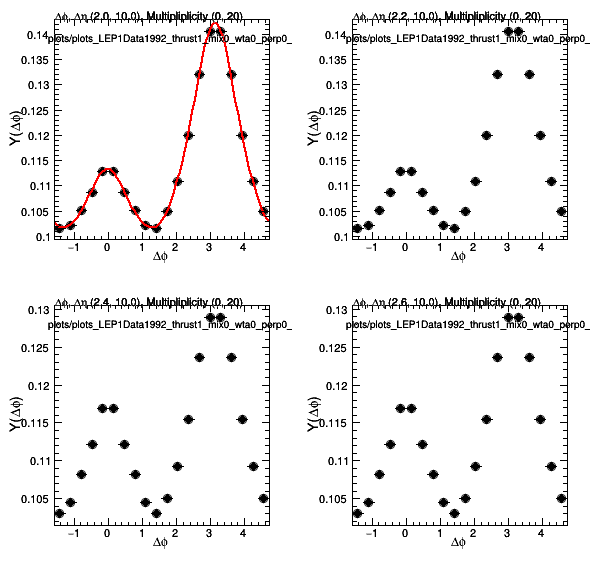 Δϕ, Δη (2.0, 10.0), Multipliplicity (0, 20)
plots/plots_LEP1Data1992_thrust1_mix0_wta0_perp0_
Y(Δϕ)
0.14
0.135
0.13
0.125
0.12
0.115
0.11
0.105
0.1
−1 0 1 2 3 4
Δϕ
Δϕ, Δη (2.2, 10.0), Multipliplicity (0, 20)
plots/plots_LEP1Data1992_thrust1_mix0_wta0_perp0_
Y(Δϕ)
0.14
0.135
0.13
0.125
0.12
0.115
0.11
0.105
0.1
−1 0 1 2 3 4
Δϕ
Δϕ, Δη (2.4, 10.0), Multipliplicity (0, 20)
plots/plots_LEP1Data1992_thrust1_mix0_wta0_perp0_
Y(Δϕ)
0.13
0.125
0.12
0.115
0.11
0.105
−1 0 1 2 3 4
Δϕ
Δϕ, Δη (2.6, 10.0), Multipliplicity (0, 20)
plots/plots_LEP1Data1992_thrust1_mix0_wta0_perp0_
Y(Δϕ)
0.13
0.125
0.12
0.115
0.11
0.105
−1 0 1 2 3 4
Δϕ